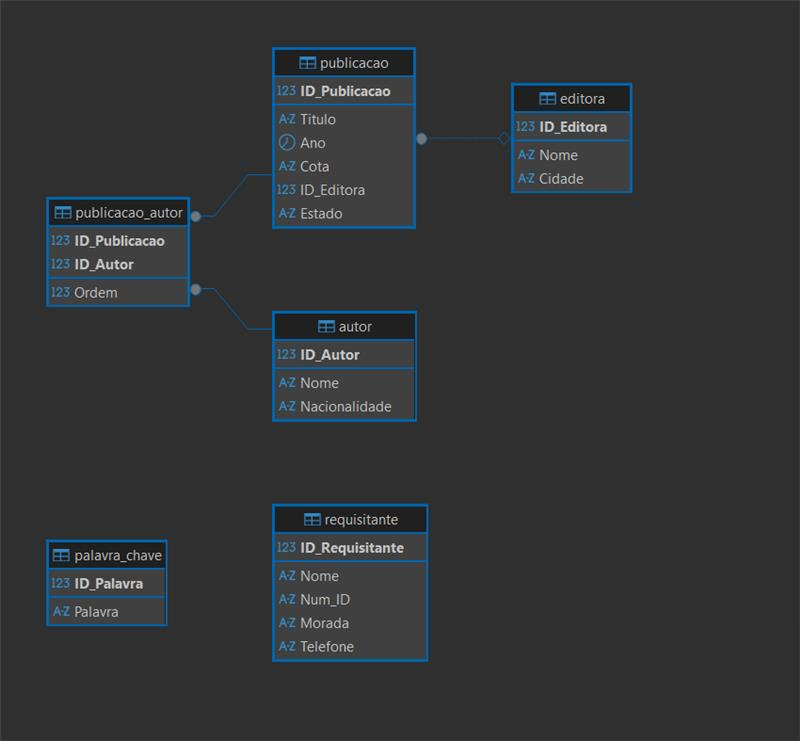 publicacao
123 ID_Publicacao
A-Z Titulo
Ano
A-Z Cota
123 ID_Editora
A-Z Estado
editora
123 ID_Editora
A-Z Nome
A-Z Cidade
publicacao_autor
123 ID_Publicacao
123 ID_Autor
123 Ordem
autor
123 ID_Autor
A-Z Nome
A-Z Nacionalidade
requisitante
123 ID_Requisitante
A-Z Nome
A-Z Num_ID
A-Z Morada
A-Z Telefone
palavra_chave
123 ID_Palavra
A-Z Palavra